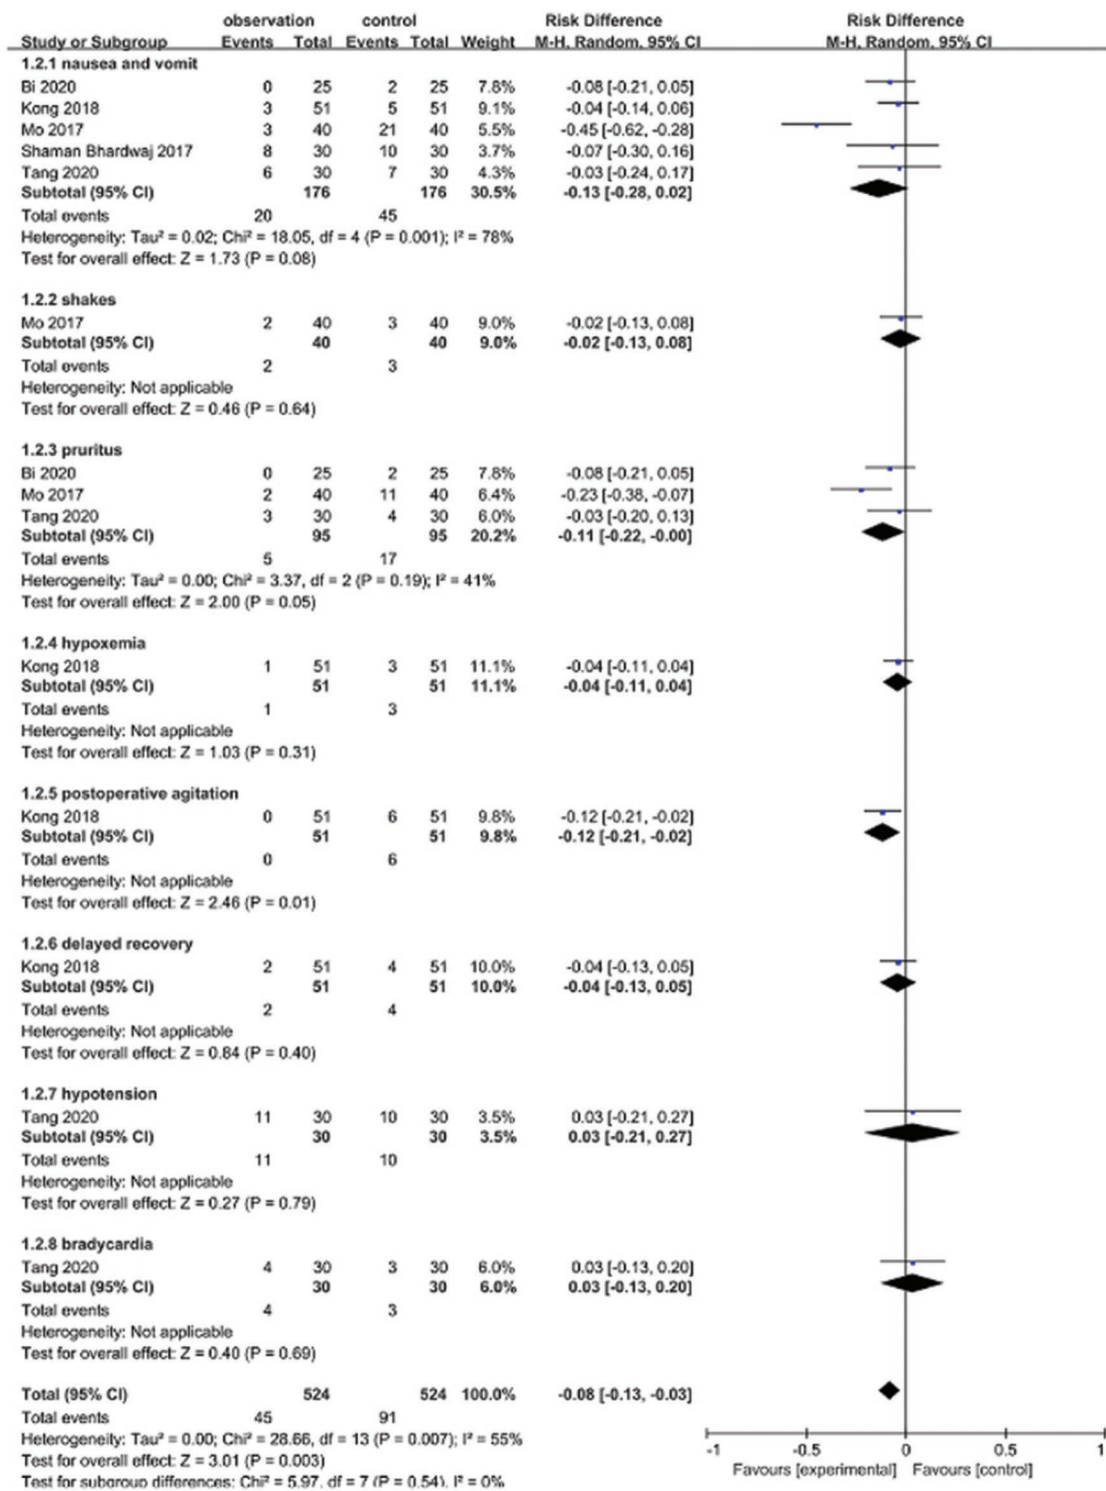 observation control Risk Difference Risk Difference
Study or Subgroup Events Total Events Total Weight M-H, Random, 95% CI M-H, Random, 95% CI
1.2.1 nausea and vomit
Bi 2020 0 25 2 25 7.8% -0.08 [-0.21, 0.05]
Kong 2018 3 51 5 51 9.1% -0.04 [-0.14, 0.06]
Mo 2017 3 40 21 40 5.5% -0.45 [-0.62, -0.28]
Shaman Bhardwaj 2017 8 30 10 30 3.7% -0.07 [-0.30, 0.16]
Tang 2020 6 30 7 30 4.3% -0.03 [-0.24, 0.17]
Subtotal (95% CI) 176 176 30.5% -0.13 [-0.28, 0.02]
Total events 20 45
Heterogeneity: Tau² = 0.02; Chi² = 18.05, df = 4 (P = 0.001); I² = 78%
Test for overall effect: Z = 1.73 (P = 0.08)
1.2.2 shakes
Mo 2017 2 40 3 40 9.0% -0.02 [-0.13, 0.08]
Subtotal (95% CI) 40 40 9.0% -0.02 [-0.13, 0.08]
Total events 2 3
Heterogeneity: Not applicable
Test for overall effect: Z = 0.46 (P = 0.64)
1.2.3 pruritus
Bi 2020 0 25 2 25 7.8% -0.08 [-0.21, 0.05]
Mo 2017 2 40 11 40 6.4% -0.23 [-0.38, -0.07]
Tang 2020 3 30 4 30 6.0% -0.03 [-0.20, 0.13]
Subtotal (95% CI) 95 95 20.2% -0.11 [-0.22, -0.00]
Total events 5 17
Heterogeneity: Tau² = 0.00; Chi² = 3.37, df = 2 (P = 0.19); I² = 41%
Test for overall effect: Z = 2.00 (P = 0.05)
1.2.4 hypoxemia
Kong 2018 1 51 3 51 11.1% -0.04 [-0.11, 0.04]
Subtotal (95% CI) 51 51 11.1% -0.04 [-0.11, 0.04]
Total events 1 3
Heterogeneity: Not applicable
Test for overall effect: Z = 1.03 (P = 0.31)
1.2.5 postoperative agitation
Kong 2018 0 51 6 51 9.8% -0.12 [-0.21, -0.02]
Subtotal (95% CI) 51 51 9.8% -0.12 [-0.21, -0.02]
Total events 0 6
Heterogeneity: Not applicable
Test for overall effect: Z = 2.46 (P = 0.01)
1.2.6 delayed recovery
Kong 2018 2 51 4 51 10.0% -0.04 [-0.13, 0.05]
Subtotal (95% CI) 51 51 10.0% -0.04 [-0.13, 0.05]
Total events 2 4
Heterogeneity: Not applicable
Test for overall effect: Z = 0.84 (P = 0.40)
1.2.7 hypotension
Tang 2020 11 30 10 30 3.5% 0.03 [-0.21, 0.27]
Subtotal (95% CI) 30 30 3.5% 0.03 [-0.21, 0.27]
Total events 11 10
Heterogeneity: Not applicable
Test for overall effect: Z = 0.27 (P = 0.79)
1.2.8 bradycardia
Tang 2020 4 30 3 30 6.0% 0.03 [-0.13, 0.20]
Subtotal (95% CI) 30 30 6.0% 0.03 [-0.13, 0.20]
Total events 4 3
Heterogeneity: Not applicable
Test for overall effect: Z = 0.40 (P = 0.69)
Total (95% CI) 524 524 100.0% -0.08 [-0.13, -0.03]
Total events 45 91
Heterogeneity: Tau² = 0.00; Chi² = 28.66, df = 13 (P = 0.007); I² = 55%
Test for overall effect: Z = 3.01 (P = 0.003)
Test for subgroup differences: Chi² = 5.97, df = 7 (P = 0.54), I² = 0%
-1 -0.5 0 0.5 1
Favours [experimental] Favours [control]